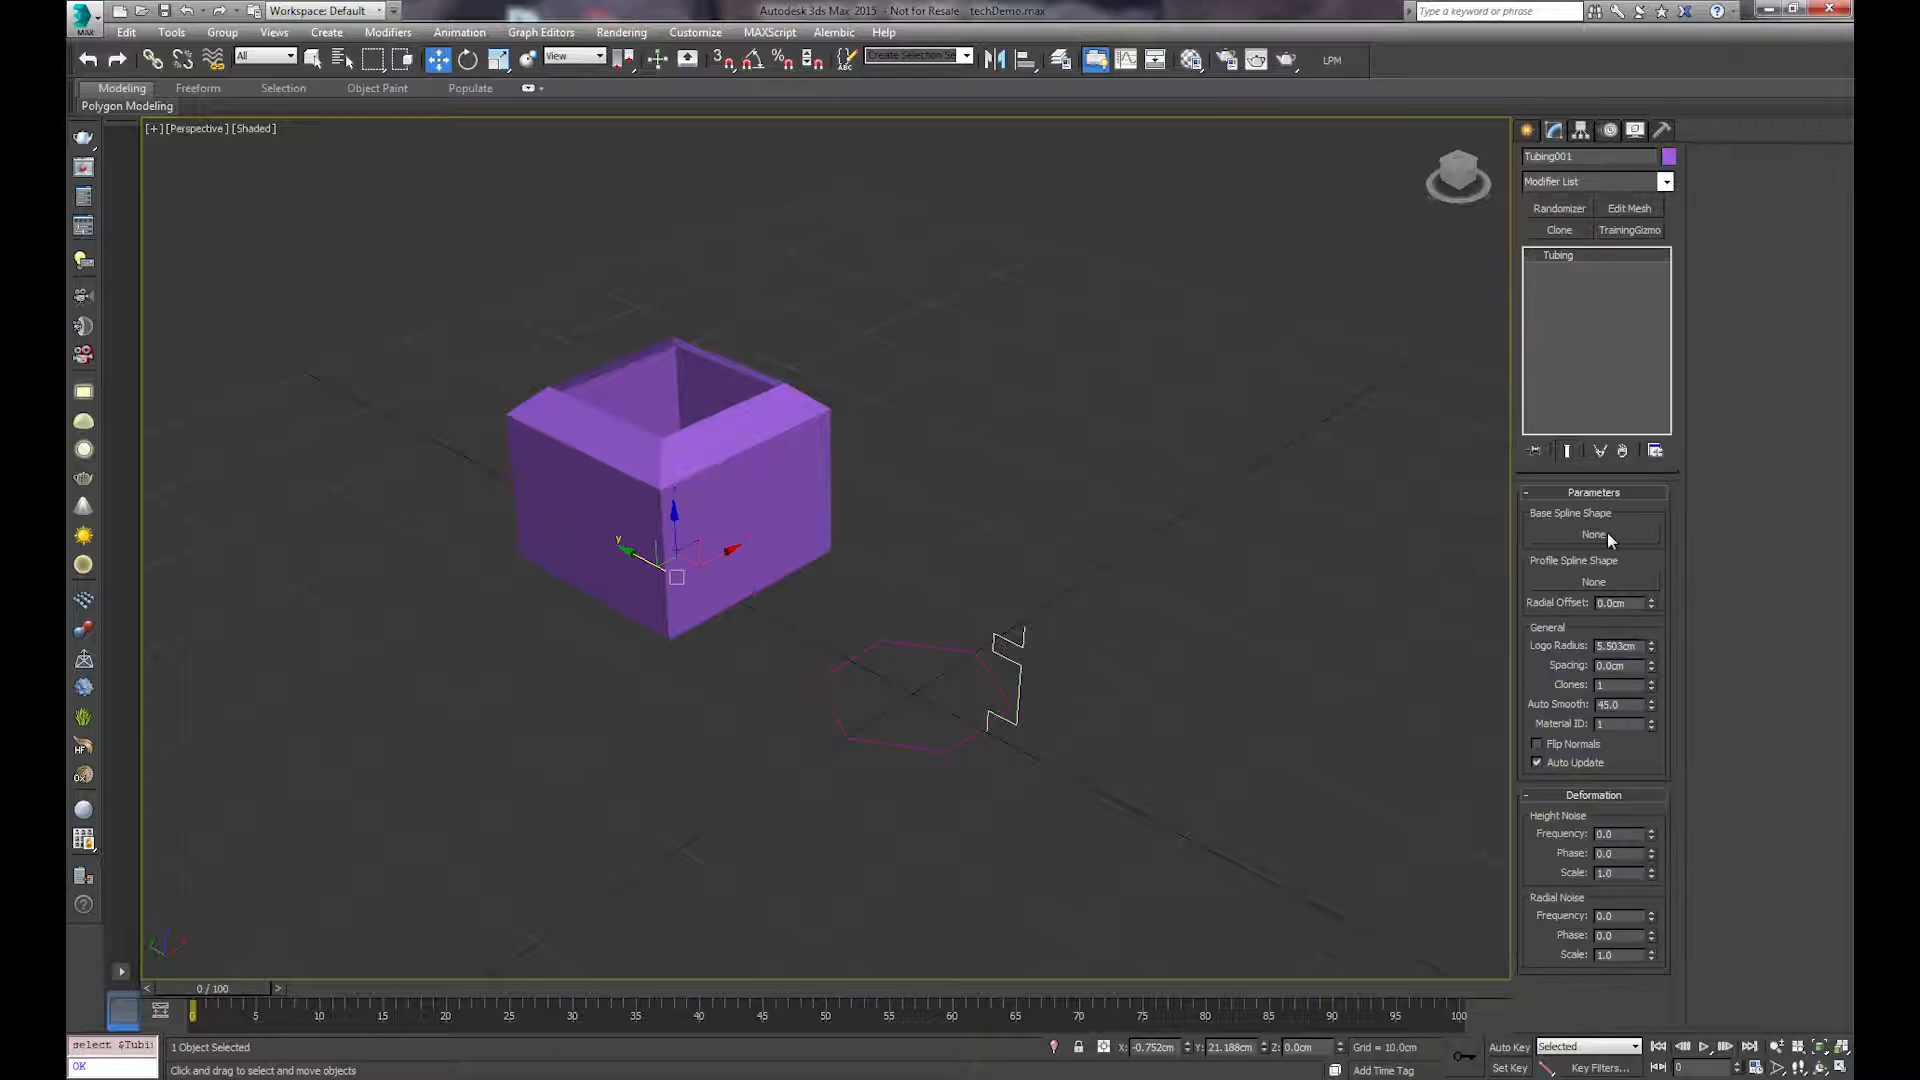 Workspace: Default
Autodesk 3ds Max 2015 - Not for Resale techDemo.max
Type a keyword or phrase
MAX
Edit Tools Group Views Create Modifiers Animation Graph Editors Rendering Customize MAXScript Alembic Help
All View Create Selection Se LPM
Modeling Freeform Selection Object Paint Populate
Polygon Modeling
[+] [Perspective] [Shaded]
Tubing001
Modifier List
Randomizer Edit Mesh
Clone TrainingGizmo
Tubing
Parameters
Base Spline Shape
None
Profile Spline Shape
None
Radial Offset: 0.0cm
General
Logo Radius: 5.503cm
Spacing: 0.0cm
Clones: 1
Auto Smooth: 45.0
Material ID: 1
Flip Normals
Auto Update
Deformation
Height Noise
Frequency: 0.0
Phase: 0.0
Scale: 1.0
Radial Noise
Frequency: 0.0
Phase: 0.0
Scale: 1.0
y
0 / 100
0 5 10 15 20 25 30 35 40 45 50 55 60 65 70 75 80 85 90 95 100
select $Tubi
OK
1 Object Selected
Click and drag to select and move objects
X: -0.752cm Y: 21.188cm Z: 0.0cm Grid = 10.0cm
Add Time Tag
Auto Key Selected
Set Key Key Filters... 0